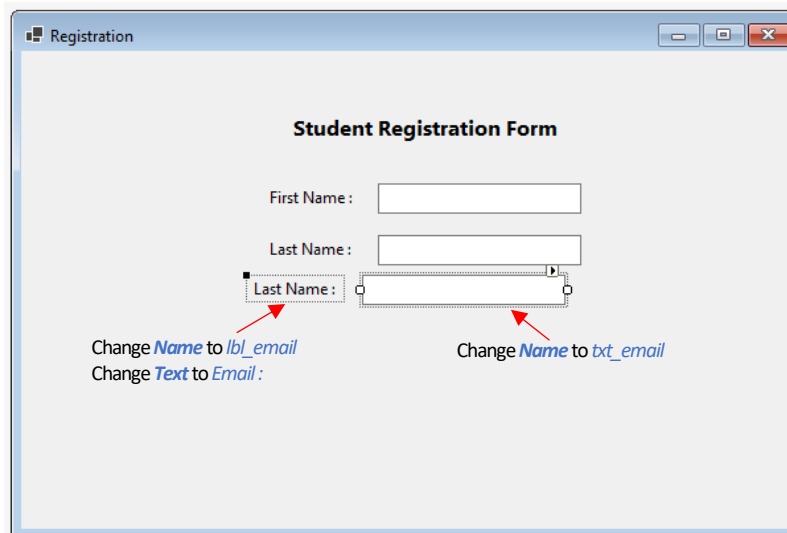 Registration
Student Registration Form
First Name :
Last Name :
Last Name :
Change Name to lbl_email
Change Text to Email :
Change Name to txt_email